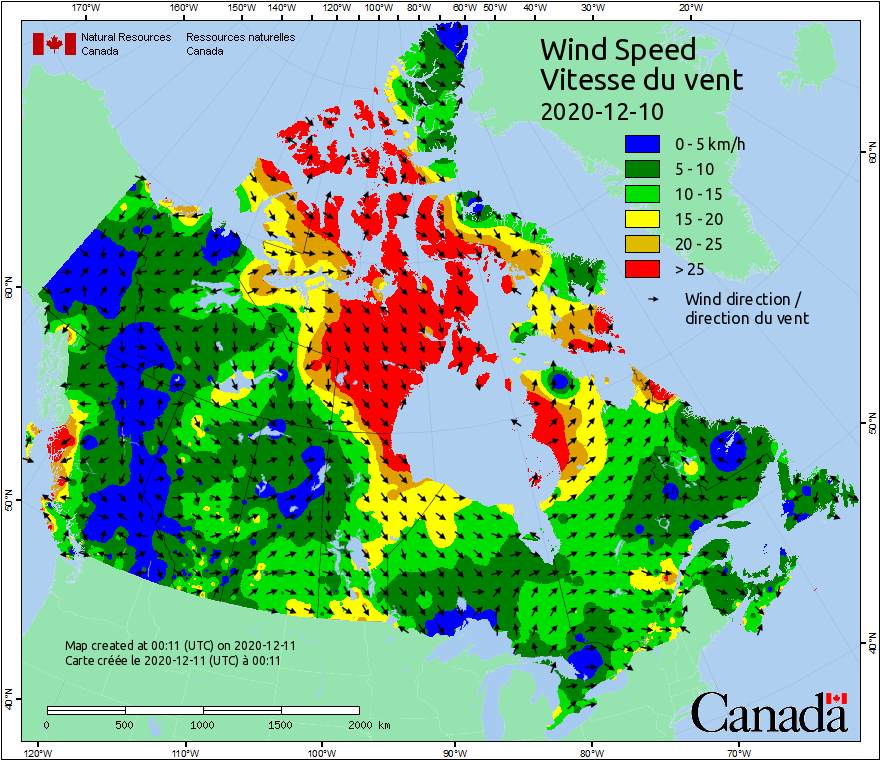 170°W 160°W 150°W 140°W 130°W 120°W 110°W 100°W 90°W 80°W 70°W 60°W 50°W 40°W 30°W 20°W
Natural Resources Ressources naturelles
Canada Canada
Wind Speed
Vitesse du vent
2020-12-10
0 - 5 km/h
5 - 10
10 - 15
15 - 20
20 - 25
> 25
Wind direction /
direction du vent
60°N
60°N
50°N
50°N
40°N
40°N
Map created at 00:11 (UTC) on 2020-12-11
Carte créée le 2020-12-11 (UTC) à 00:11
0 500 1000 1500 2000 km
Canada
120°W 110°W 100°W 90°W 80°W 70°W